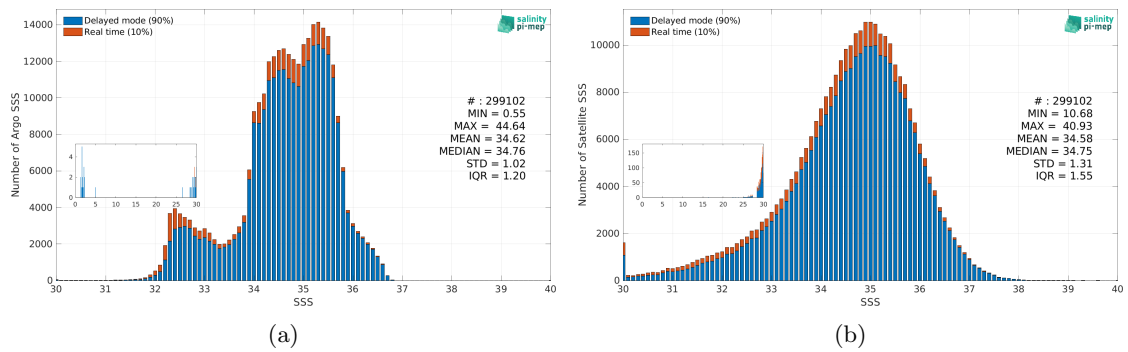 Delayed mode (90%)
Real time (10%)
salinity
pi-mep
14000
12000
10000
8000
6000
4000
2000
0
Number of Argo SSS
# : 299102
MIN = 0.55
MAX = 44.64
MEAN = 34.62
MEDIAN = 34.76
STD = 1.02
IQR = 1.20
4
2
0
0 5 10 15 20 25 30
30 31 32 33 34 35 36 37 38 39 40
SSS
(a)
Delayed mode (90%)
Real time (10%)
salinity
pi-mep
10000
8000
6000
4000
2000
0
Number of Satellite SSS
# : 299102
MIN = 10.68
MAX = 40.93
MEAN = 34.58
MEDIAN = 34.75
STD = 1.31
IQR = 1.55
150
100
50
0
0 5 10 15 20 25 30
30 31 32 33 34 35 36 37 38 39 40
SSS
(b)